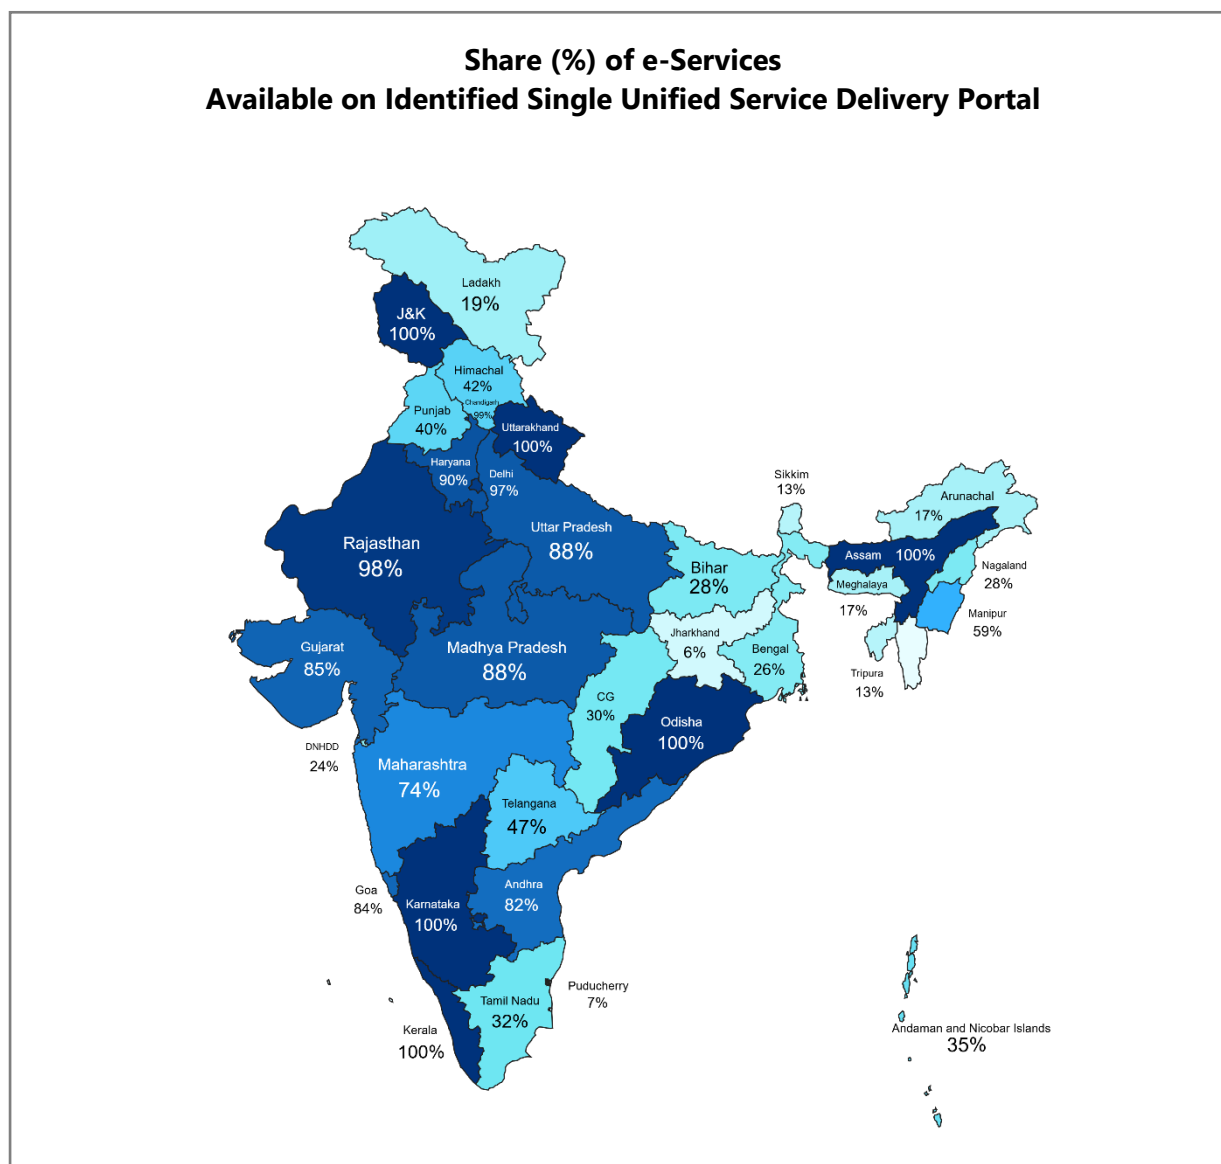 Share (%) of e-Services
Available on Identified Single Unified Service Delivery Portal
Ladakh
19%
J&K
100%
Himachal
42%
Chandigarh
99%
Punjab
40%
Uttarakhand
100%
Haryana
90%
Delhi
97%
Sikkim
13%
Arunachal
17%
Rajasthan
98%
Uttar Pradesh
88%
Bihar
28%
Assam 100%
Nagaland
28%
Meghalaya
17%
Manipur
59%
Gujarat
85%
Madhya Pradesh
88%
Jharkhand
6%
Bengal
26%
Tripura
13%
CG
30%
Odisha
100%
DNHDD
24%
Maharashtra
74%
Telangana
47%
Goa
84%
Karnataka
100%
Andhra
82%
Puducherry
7%
Tamil Nadu
32%
Kerala
100%
Andaman and Nicobar Islands
35%